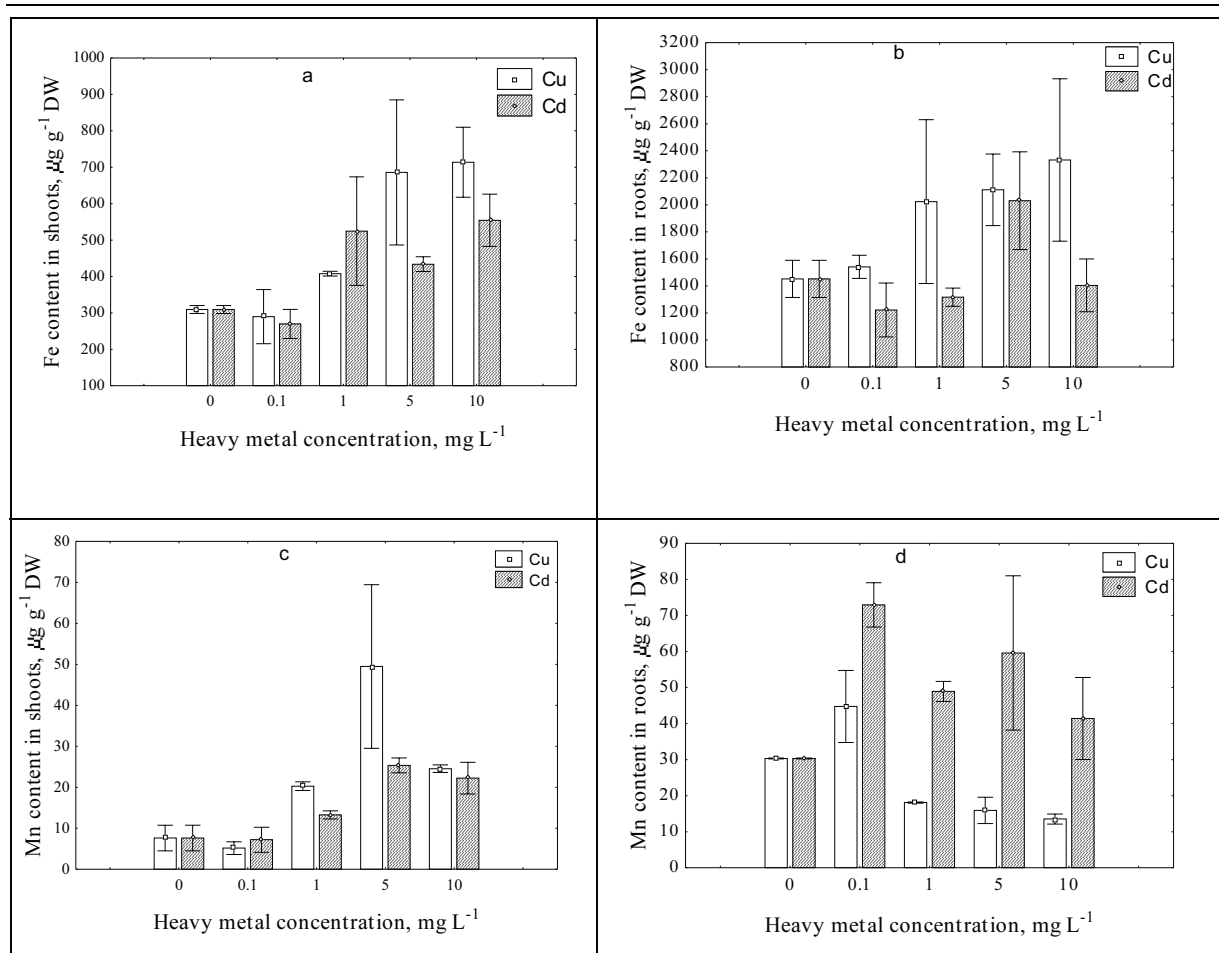 a
Cu
Cd
1000
900
800
700
600
500
400
300
200
100
Fe content in shoots, µg g-1 DW
0 0.1 1 5 10
Heavy metal concentration, mg L-1
b
Cu
Cd
3200
3000
2800
2600
2400
2200
2000
1800
1600
1400
1200
1000
800
Fe content in roots, µg g-1 DW
0 0.1 1 5 10
Heavy metal concentration, mg L-1
c
Cu
Cd
80
70
60
50
40
30
20
10
0
Mn content in shoots, µg g-1 DW
0 0.1 1 5 10
Heavy metal concentration, mg L-1
d
Cu
Cd
90
80
70
60
50
40
30
20
10
0
Mn content in roots, µg g-1 DW
0 0.1 1 5 10
Heavy metal concentration, mg L-1